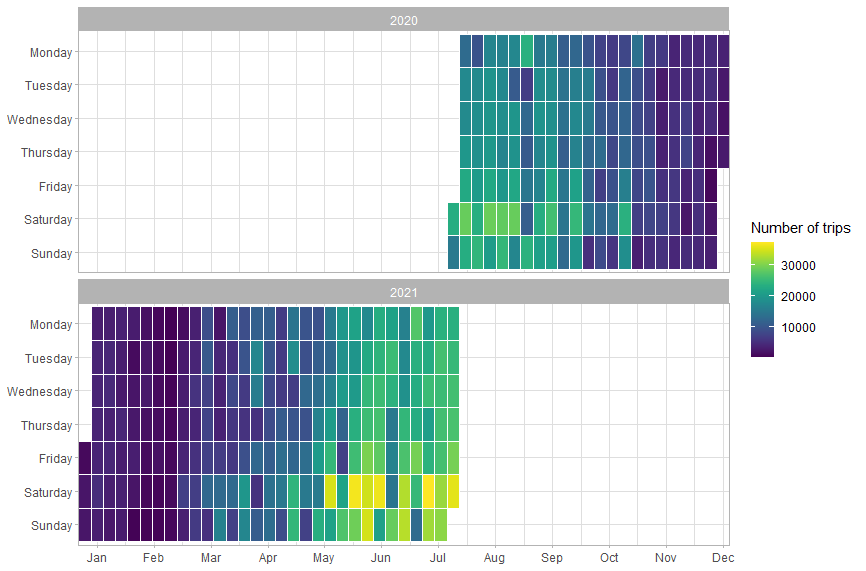 2020
Monday
Tuesday
Wednesday
Thursday
Friday
Saturday
Sunday
2021
Monday
Tuesday
Wednesday
Thursday
Friday
Saturday
Sunday
Jan Feb Mar Apr May Jun Jul Aug Sep Oct Nov Dec
Number of trips
30000
20000
10000